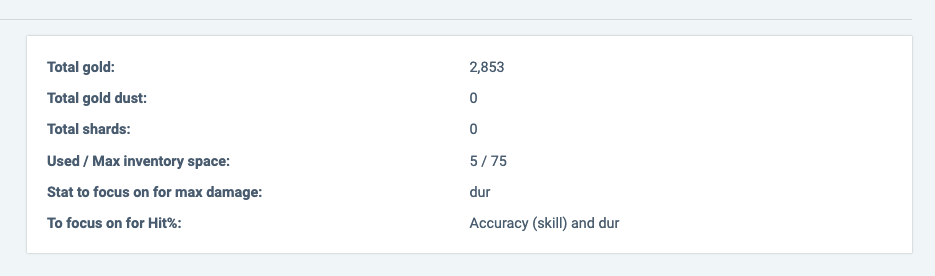 Total gold: 2,853
Total gold dust: 0
Total shards: 0
Used / Max inventory space: 5 / 75
Stat to focus on for max damage: dur
To focus on for Hit%: Accuracy (skill) and dur